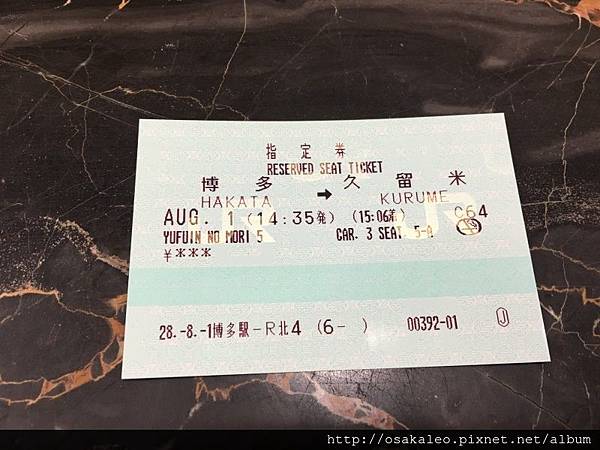 指定券
RESERVED SEAT TICKET
博多 → 久留米
HAKATA KURUME
AUG. 1 (14:35発) (15:06着) C64
YUFUIN NO MORI 5 CAR. 3 SEAT. 5-A
¥***
28.-8.-1博多駅-R北4 (6- ) 00392-01 Ⓙ
http://osakaleo.pixnet.net/album